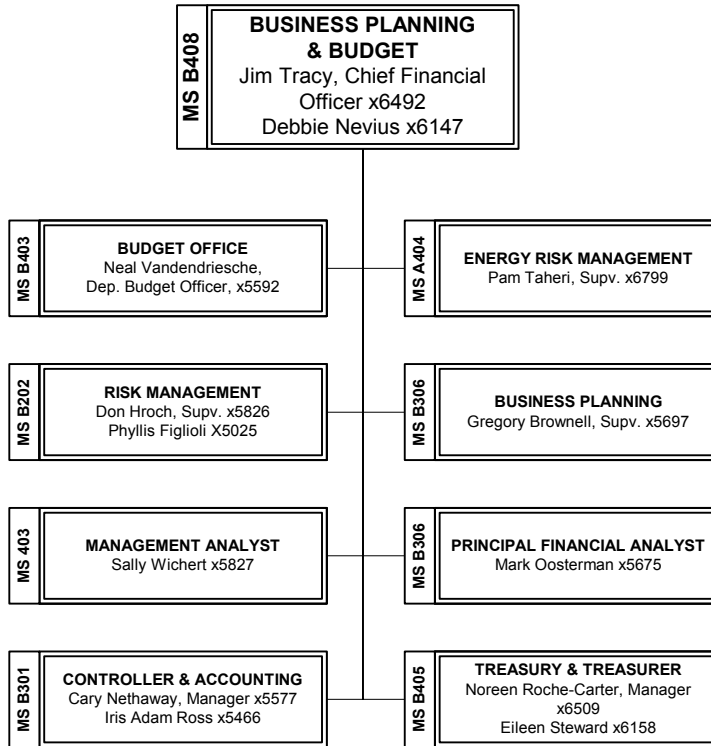 MS B408
BUSINESS PLANNING
& BUDGET
Jim Tracy, Chief Financial
Officer x6492
Debbie Nevius x6147
MS B403
BUDGET OFFICE
Neal Vandendriesche,
Dep. Budget Officer, x5592
MS A404
ENERGY RISK MANAGEMENT
Pam Taheri, Supv. x6799
MS B202
RISK MANAGEMENT
Don Hroch, Supv. x5826
Phyllis Figlioli X5025
MS B306
BUSINESS PLANNING
Gregory Brownell, Supv. x5697
MS 403
MANAGEMENT ANALYST
Sally Wichert x5827
MS B306
PRINCIPAL FINANCIAL ANALYST
Mark Oosterman x5675
MS B301
CONTROLLER & ACCOUNTING
Cary Nethaway, Manager x5577
Iris Adam Ross x5466
MS B405
TREASURY & TREASURER
Noreen Roche-Carter, Manager
x6509
Eileen Steward x6158